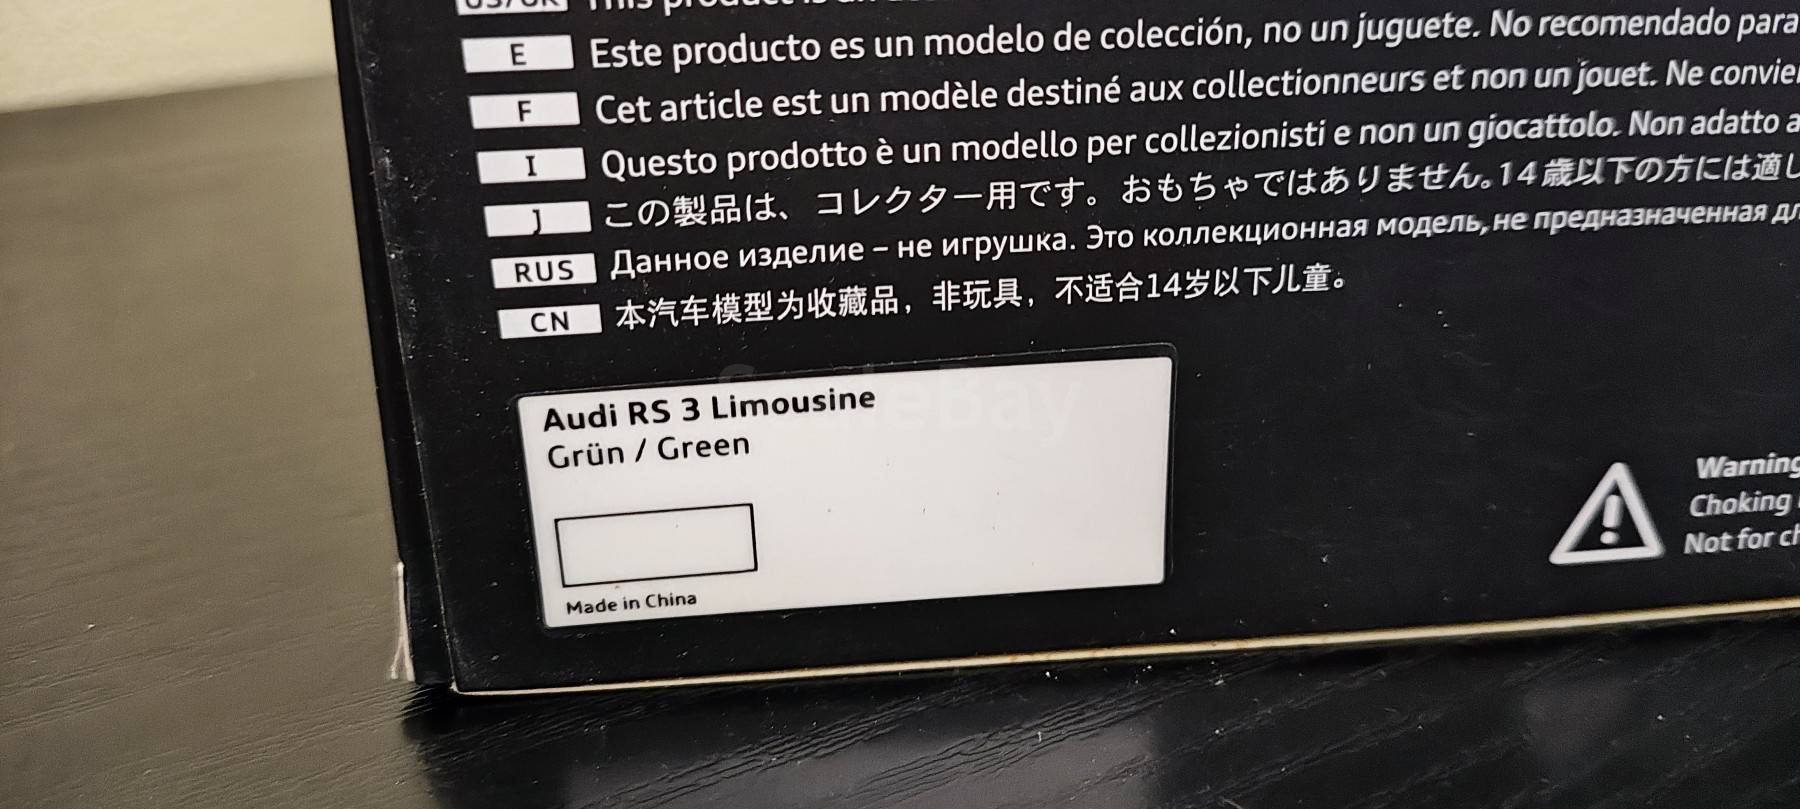 US/UK This product is
E Este producto es un modelo de colección, no un juguete. No recomendado para
F Cet article est un modèle destiné aux collectionneurs et non un jouet. Ne
I Questo prodotto è un modello per collezionisti e non un giocattolo. Non adatto a
J この製品は、コレクター用です。おもちゃではありません。14歳以下の方には適し
RUS Данное изделие – не игрушка. Это коллекционная модель, не предназначенная
CN 本汽车模型为收藏品，非玩具，不适合14岁以下儿童。
Audi RS 3 Limousine
Grün / Green
Made in China
Warning
Choking
Not for